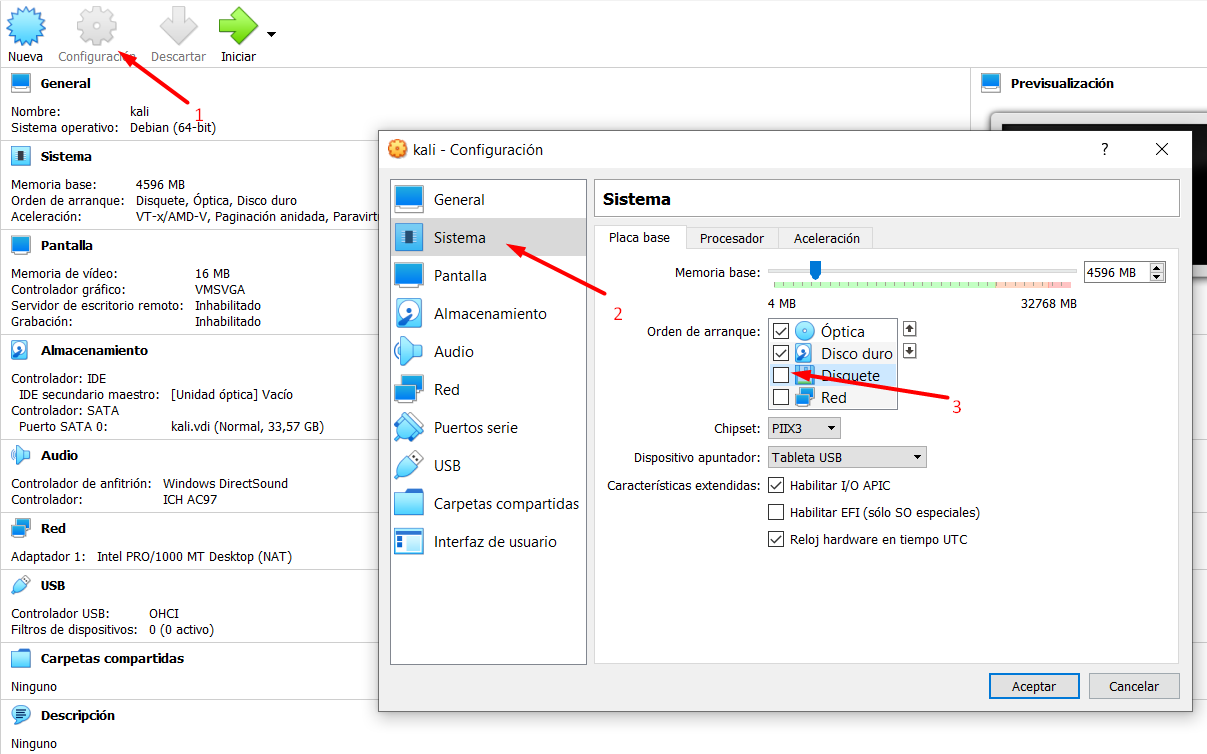 Nueva Configuración Descartar Iniciar
1
General
Nombre: kali
Sistema operativo: Debian (64-bit)
Sistema
Memoria base: 4596 MB
Orden de arranque: Disquete, Óptica, Disco duro
Aceleración: VT-x/AMD-V, Paginación anidada, Paravirtu
Pantalla
Memoria de vídeo: 16 MB
Controlador gráfico: VMSVGA
Servidor de escritorio remoto: Inhabilitado
Grabación: Inhabilitado
Almacenamiento
Controlador: IDE
IDE secundario maestro: [Unidad óptica] Vacío
Controlador: SATA
Puerto SATA 0: kali.vdi (Normal, 33,57 GB)
Audio
Controlador de anfitrión: Windows DirectSound
Controlador: ICH AC97
Red
Adaptador 1: Intel PRO/1000 MT Desktop (NAT)
USB
Controlador USB: OHCI
Filtros de dispositivos: 0 (0 activo)
Carpetas compartidas
Ninguno
Descripción
Ninguno
Previsualización
kali - Configuración ?
General
Sistema
Pantalla
Almacenamiento
Audio
Red
Puertos serie
USB
Carpetas compartidas
Interfaz de usuario
2
Sistema
Placa base Procesador Aceleración
Memoria base: 4596 MB
4 MB 32768 MB
Orden de arranque: Óptica
Disco duro
Disquete
Red
3
Chipset: PIIX3
Dispositivo apuntador: Tableta USB
Características extendidas: Habilitar I/O APIC
Habilitar EFI (sólo SO especiales)
Reloj hardware en tiempo UTC
Aceptar Cancelar